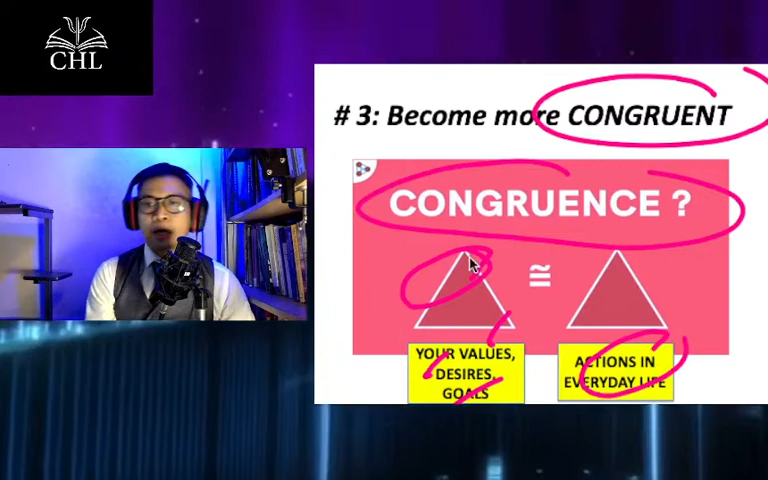 CHL
# 3: Become more CONGRUENT
CONGRUENCE ?
≅
YOUR VALUES,
DESIRES,
GOALS
ACTIONS IN
EVERYDAY LIFE